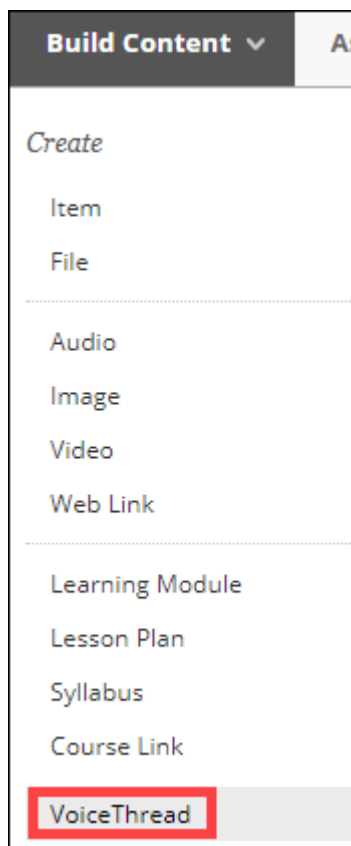 Build Content
Create
Item
File
Audio
Image
Video
Web Link
Learning Module
Lesson Plan
Syllabus
Course Link
VoiceThread